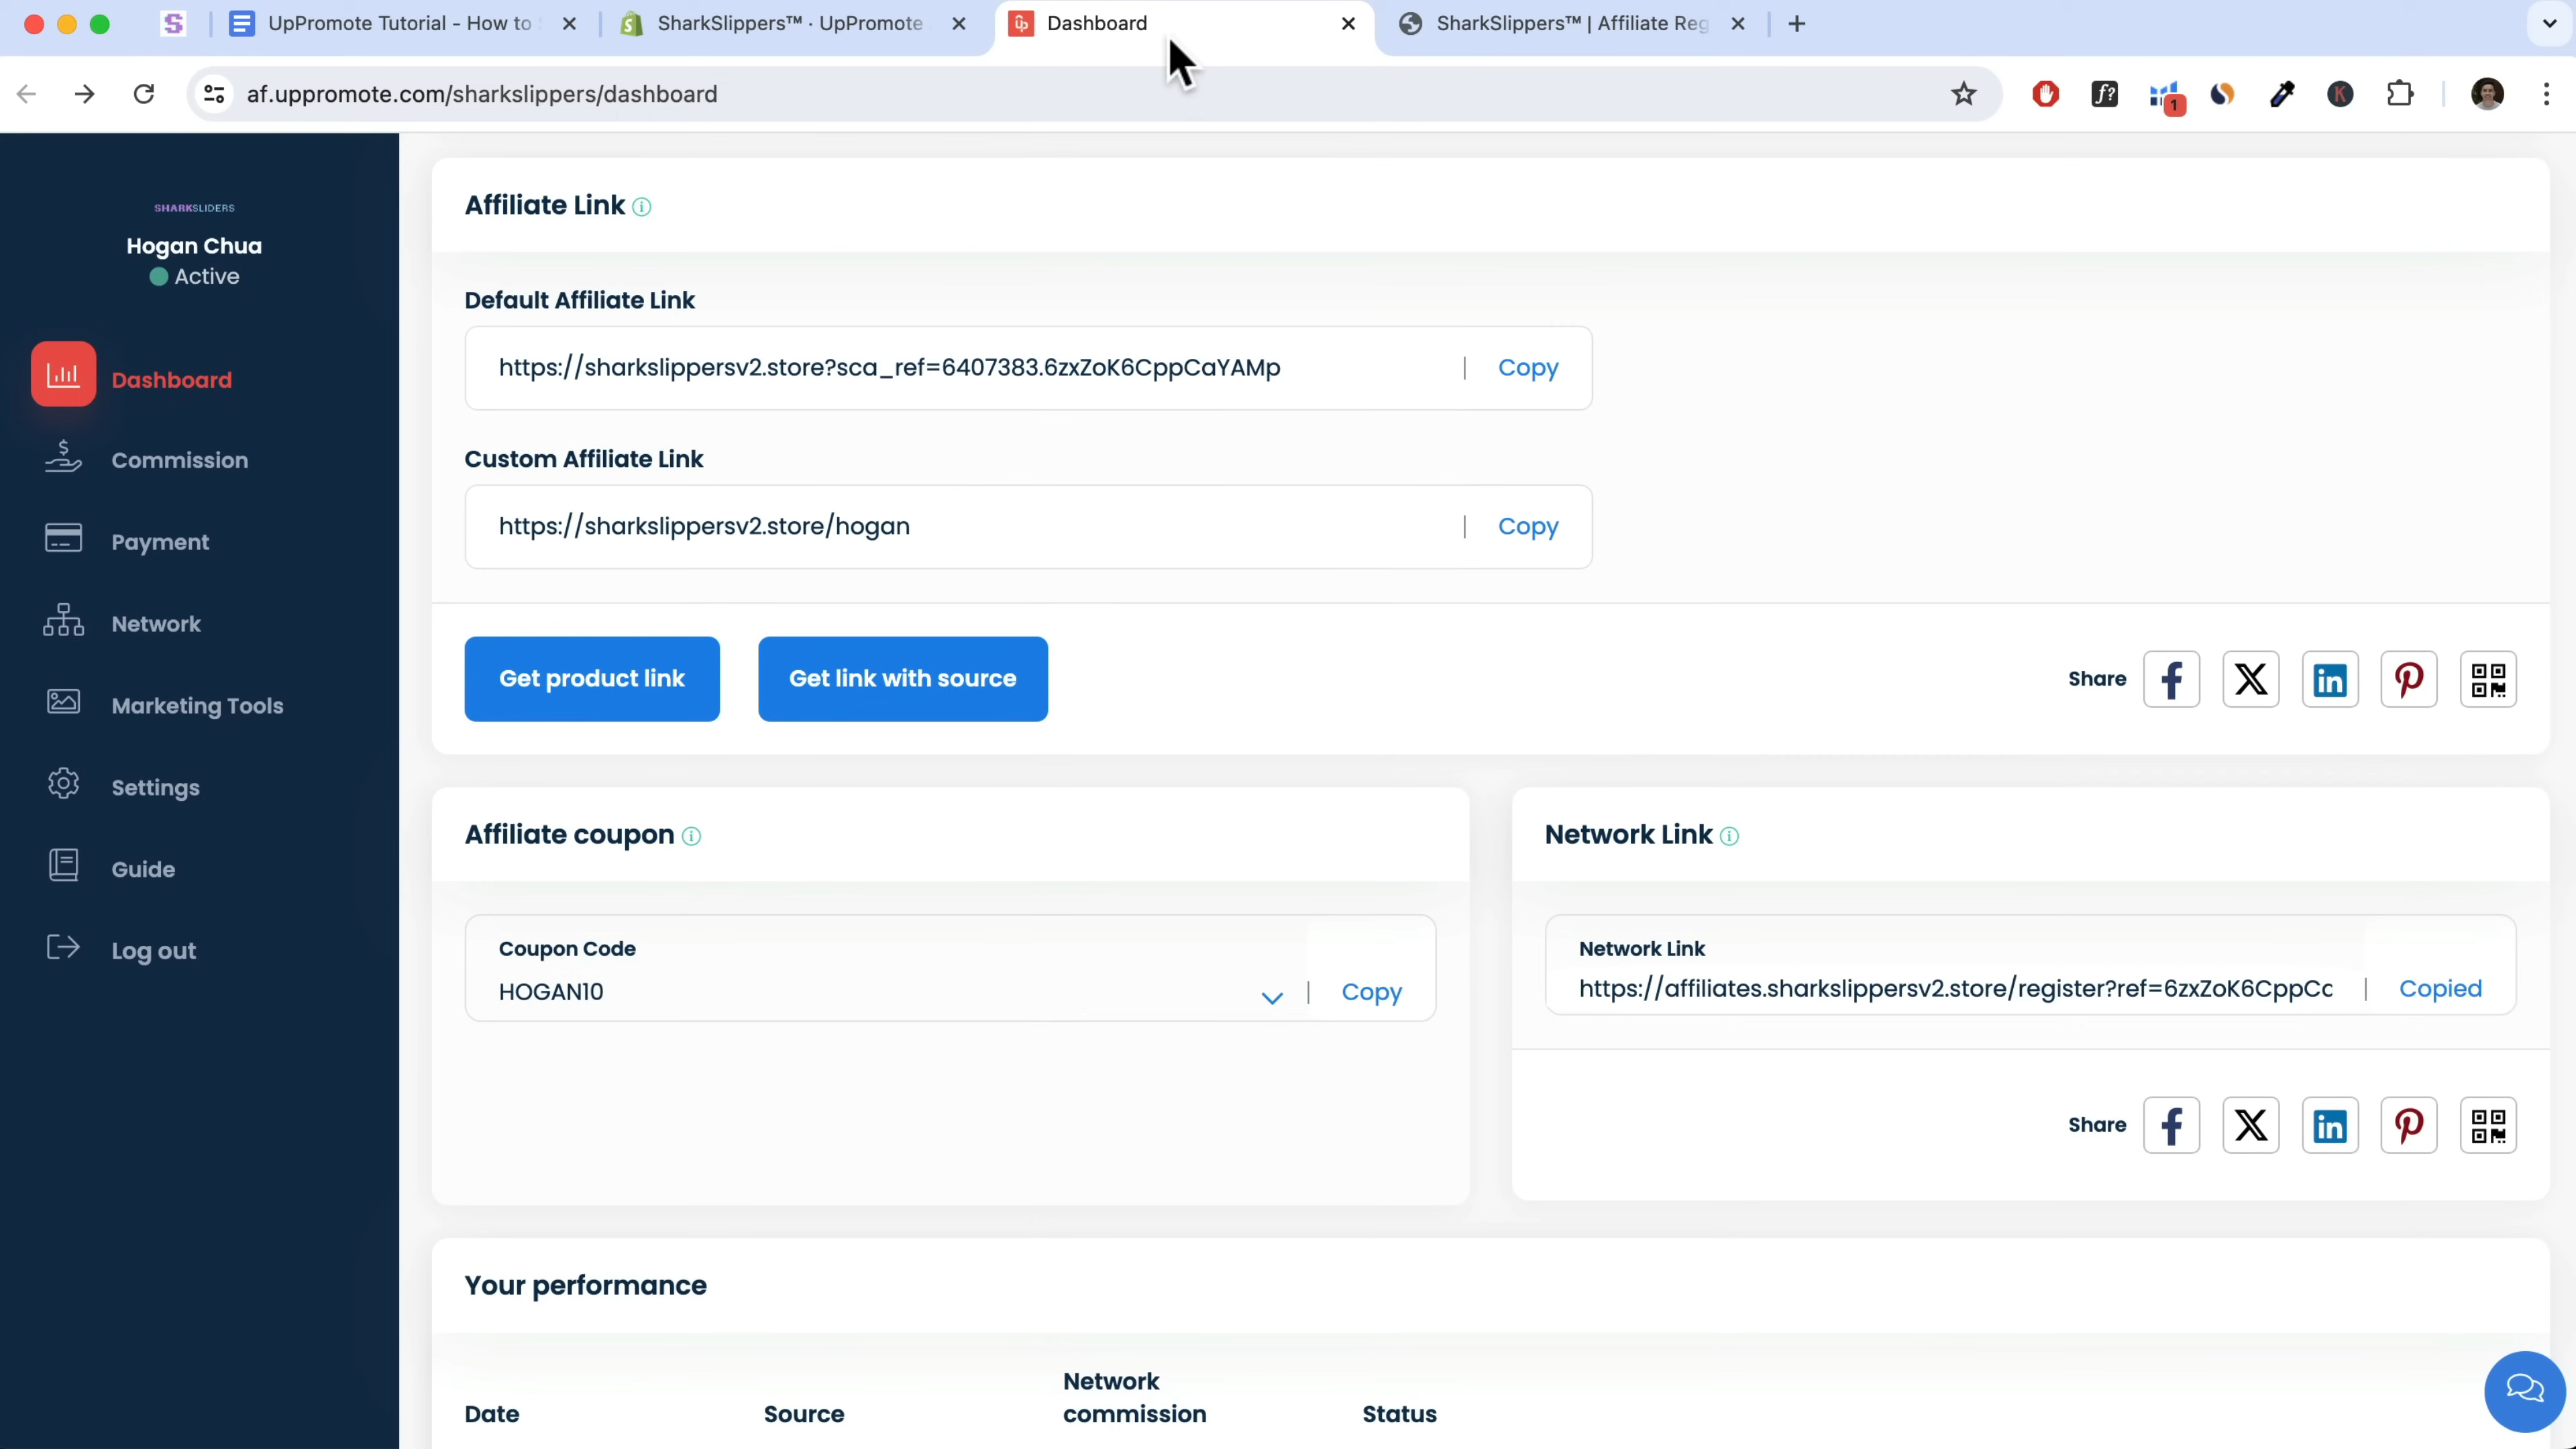 UpPromote Tutorial - How to
SharkSlippers™ · UpPromote
Dashboard
SharkSlippers™ | Affiliate Reg
af.uppromote.com/sharkslippers/dashboard
f?
1
K
SHARKSLIDERS
Hogan Chua
Active
Dashboard
Commission
Payment
Network
Marketing Tools
Settings
Guide
Log out
Affiliate Link
Default Affiliate Link
https://sharkslippersv2.store?sca_ref=6407383.6zxZoK6CppCaYAMp | Copy
Custom Affiliate Link
https://sharkslippersv2.store/hogan | Copy
Get product link
Get link with source
Share
Affiliate coupon
Coupon Code
HOGAN10 | Copy
Network Link
Network Link
https://affiliates.sharkslippersv2.store/register?ref=6zxZoK6CppCc | Copied
Share
Your performance
Date
Source
Network
commission
Status